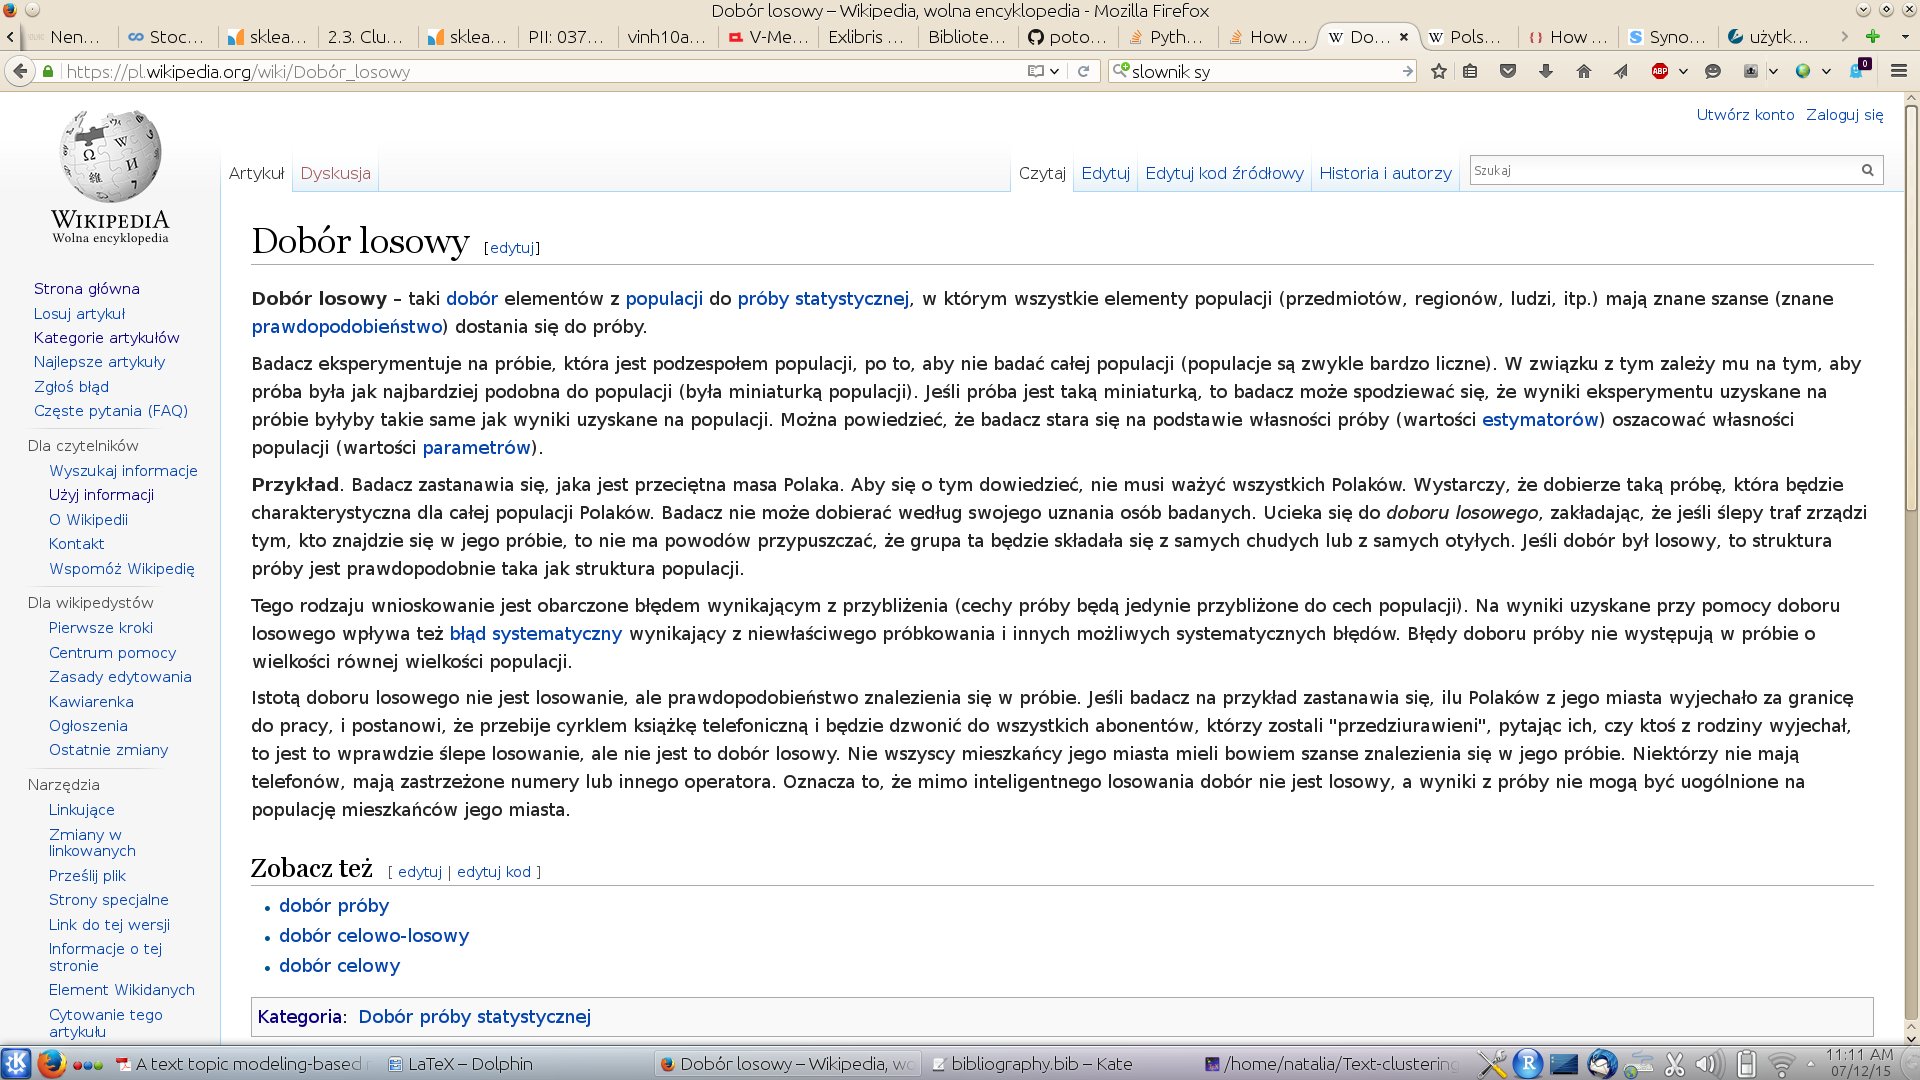 Dobór losowy – Wikipedia, wolna encyklopedia - Mozilla Firefox
Nen... Stoc... sklea... 2.3. Clu... sklea... PII: 037... vinh10a... V-Me... Exlibris ... Bibliote... poto... Pyth... How ... Do... Pols... How ... Syno... użytk...
https://pl.wikipedia.org/wiki/Dobór_losowy slownik sy ABP 0
Utwórz konto Zaloguj się
WIKIPEDIA
Wolna encyklopedia
Artykuł Dyskusja Czytaj Edytuj Edytuj kod źródłowy Historia i autorzy Szukaj
Strona główna
Losuj artykuł
Kategorie artykułów
Najlepsze artykuły
Zgłoś błąd
Częste pytania (FAQ)
Dla czytelników
Wyszukaj informacje
Użyj informacji
O Wikipedii
Kontakt
Wspomóż Wikipedię
Dla wikipedystów
Pierwsze kroki
Centrum pomocy
Zasady edytowania
Kawiarenka
Ogłoszenia
Ostatnie zmiany
Narzędzia
Linkujące
Zmiany w
linkowanych
Prześlij plik
Strony specjalne
Link do tej wersji
Informacje o tej
stronie
Element Wikidanych
Cytowanie tego
artykułu
Dobór losowy [edytuj]
Dobór losowy – taki dobór elementów z populacji do próby statystycznej, w którym wszystkie elementy populacji (przedmiotów, regionów, ludzi, itp.) mają znane szanse (znane
prawdopodobieństwo) dostania się do próby.
Badacz eksperymentuje na próbie, która jest podzespołem populacji, po to, aby nie badać całej populacji (populacje są zwykle bardzo liczne). W związku z tym zależy mu na tym, aby
próba była jak najbardziej podobna do populacji (była miniaturką populacji). Jeśli próba jest taką miniaturką, to badacz może spodziewać się, że wyniki eksperymentu uzyskane na
próbie byłyby takie same jak wyniki uzyskane na populacji. Można powiedzieć, że badacz stara się na podstawie własności próby (wartości estymatorów) oszacować własności
populacji (wartości parametrów).
Przykład. Badacz zastanawia się, jaka jest przeciętna masa Polaka. Aby się o tym dowiedzieć, nie musi ważyć wszystkich Polaków. Wystarczy, że dobierze taką próbę, która będzie
charakterystyczna dla całej populacji Polaków. Badacz nie może dobierać według swojego uznania osób badanych. Ucieka się do doboru losowego, zakładając, że jeśli ślepy traf zrządzi
tym, kto znajdzie się w jego próbie, to nie ma powodów przypuszczać, że grupa ta będzie składała się z samych chudych lub z samych otyłych. Jeśli dobór był losowy, to struktura
próby jest prawdopodobnie taka jak struktura populacji.
Tego rodzaju wnioskowanie jest obarczone błędem wynikającym z przybliżenia (cechy próby będą jedynie przybliżone do cech populacji). Na wyniki uzyskane przy pomocy doboru
losowego wpływa też błąd systematyczny wynikający z niewłaściwego próbkowania i innych możliwych systematycznych błędów. Błędy doboru próby nie występują w próbie o
wielkości równej wielkości populacji.
Istotą doboru losowego nie jest losowanie, ale prawdopodobieństwo znalezienia się w próbie. Jeśli badacz na przykład zastanawia się, ilu Polaków z jego miasta wyjechało za granicę
do pracy, i postanowi, że przebije cyrklem książkę telefoniczną i będzie dzwonić do wszystkich abonentów, którzy zostali "przedziurawieni", pytając ich, czy ktoś z rodziny wyjechał,
to jest to wprawdzie ślepe losowanie, ale nie jest to dobór losowy. Nie wszyscy mieszkańcy jego miasta mieli bowiem szanse znalezienia się w jego próbie. Niektórzy nie mają
telefonów, mają zastrzeżone numery lub innego operatora. Oznacza to, że mimo inteligentnego losowania dobór nie jest losowy, a wyniki z próby nie mogą być uogólnione na
populację mieszkańców jego miasta.
Zobacz też [ edytuj | edytuj kod ]
dobór próby
dobór celowo-losowy
dobór celowy
Kategoria: Dobór próby statystycznej
A text topic modeling-based LaTeX – Dolphin Dobór losowy – Wikipedia, wo bibliography.bib – Kate /home/natalia/Text-clustering 11:11 AM
07/12/15